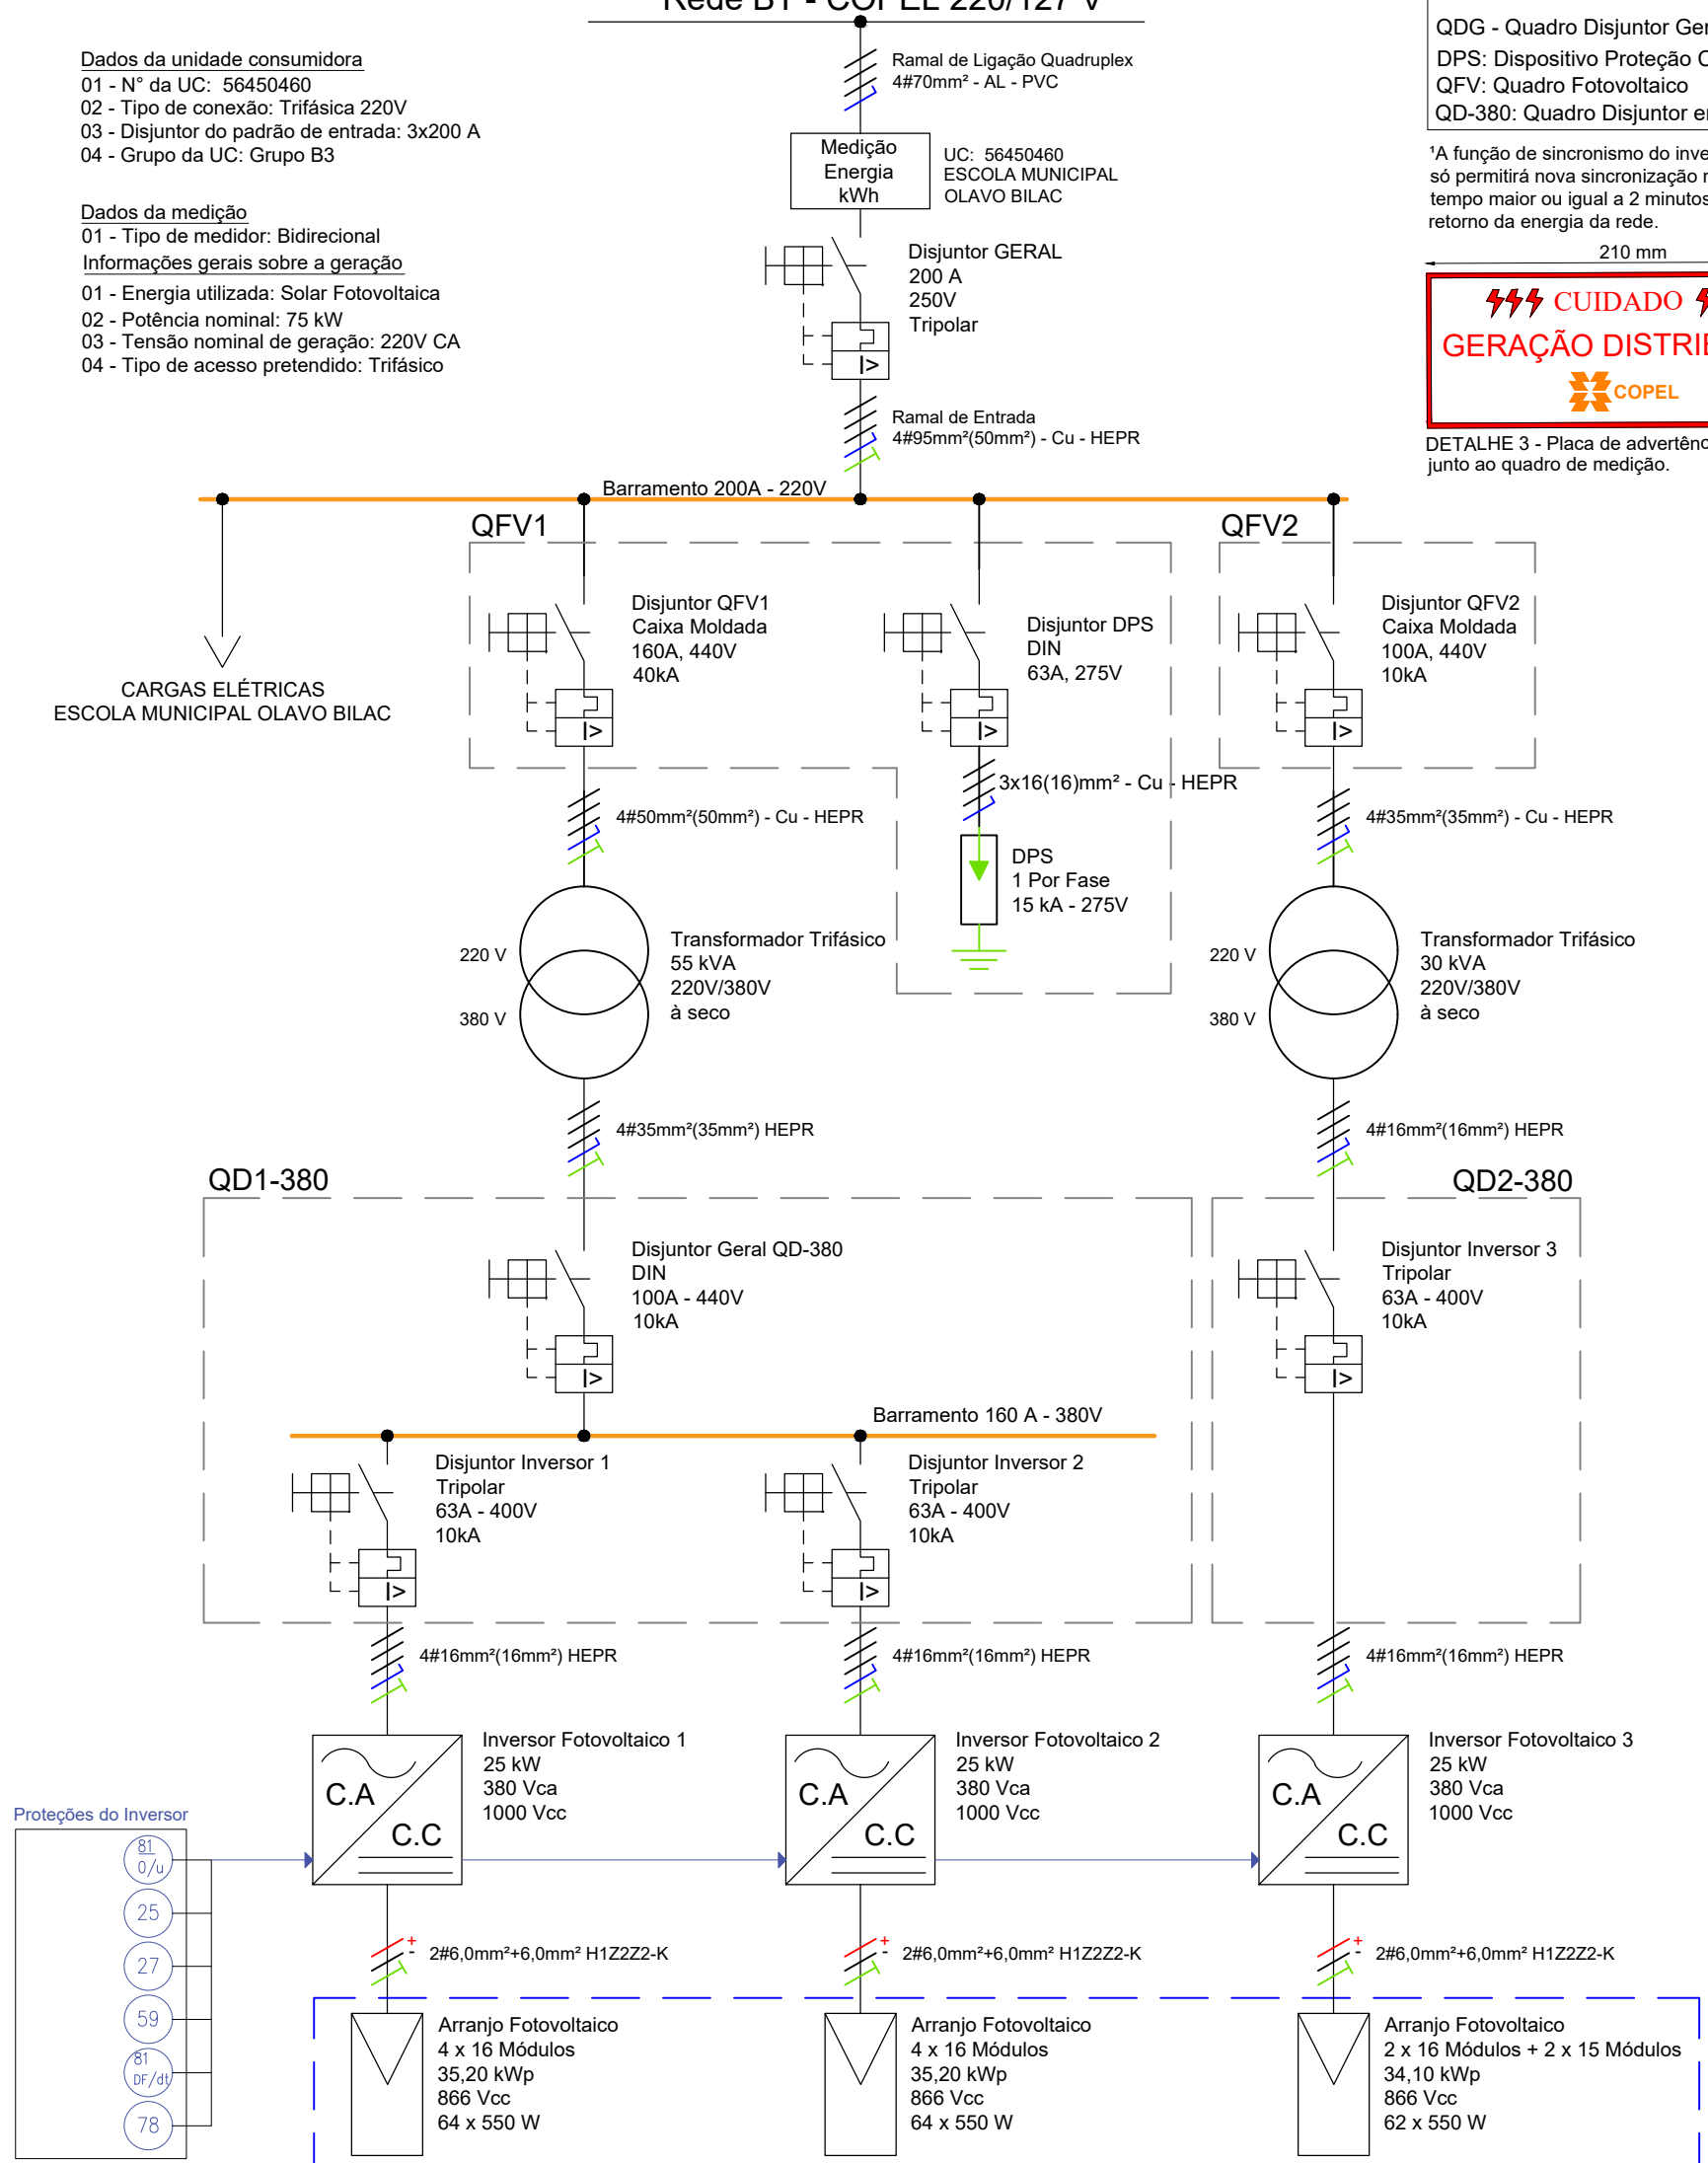 Rede BT - COPEL 220/127 V
Dados da unidade consumidora
01 - N° da UC: 56450460
02 - Tipo de conexão: Trifásica 220V
03 - Disjuntor do padrão de entrada: 3x200 A
04 - Grupo da UC: Grupo B3
Dados da medição
01 - Tipo de medidor: Bidirecional
Informações gerais sobre a geração
01 - Energia utilizada: Solar Fotovoltaica
02 - Potência nominal: 75 kW
03 - Tensão nominal de geração: 220V CA
04 - Tipo de acesso pretendido: Trifásico
Ramal de Ligação Quadruplex
4#70mm² - AL - PVC
Medição
Energia
kWh
UC: 56450460
ESCOLA MUNICIPAL
OLAVO BILAC
Disjuntor GERAL
200 A
250V
Tripolar
I>
Ramal de Entrada
4#95mm²(50mm²) - Cu - HEPR
QDG - Quadro Disjuntor Ger
DPS: Dispositivo Proteção
QFV: Quadro Fotovoltaico
QD-380: Quadro Disjuntor
¹A função de sincronismo do inve
só permitirá nova sincronização
tempo maior ou igual a 2 minutos
retorno da energia da rede.
210 mm
CUIDADO
GERAÇÃO DISTRI
COPEL
DETALHE 3 - Placa de advertên
junto ao quadro de medição.
Barramento 200A - 220V
QFV1
QFV2
CARGAS ELÉTRICAS
ESCOLA MUNICIPAL OLAVO BILAC
Disjuntor QFV1
Caixa Moldada
160A, 440V
40kA
I>
Disjuntor DPS
DIN
63A, 275V
I>
Disjuntor QFV2
Caixa Moldada
100A, 440V
10kA
I>
4#50mm²(50mm²) - Cu - HEPR
3x16(16)mm² - Cu - HEPR
4#35mm²(35mm²) - Cu - HEPR
DPS
1 Por Fase
15 kA - 275V
220 V
380 V
Transformador Trifásico
55 kVA
220V/380V
à seco
220 V
380 V
Transformador Trifásico
30 kVA
220V/380V
à seco
4#35mm²(35mm²) HEPR
4#16mm²(16mm²) HEPR
QD1-380
QD2-380
Disjuntor Geral QD-380
DIN
100A - 440V
10kA
I>
Disjuntor Inversor 3
Tripolar
63A - 400V
10kA
I>
Barramento 160 A - 380V
Disjuntor Inversor 1
Tripolar
63A - 400V
10kA
I>
Disjuntor Inversor 2
Tripolar
63A - 400V
10kA
I>
4#16mm²(16mm²) HEPR
4#16mm²(16mm²) HEPR
4#16mm²(16mm²) HEPR
C.A
C.C
Inversor Fotovoltaico 1
25 kW
380 Vca
1000 Vcc
C.A
C.C
Inversor Fotovoltaico 2
25 kW
380 Vca
1000 Vcc
C.A
C.C
Inversor Fotovoltaico 3
25 kW
380 Vca
1000 Vcc
Proteções do Inversor
81
0/u
25
27
59
81
DF/dt
78
+
-
2#6,0mm²+6,0mm² H1Z2Z2-K
+
-
2#6,0mm²+6,0mm² H1Z2Z2-K
+
-
2#6,0mm²+6,0mm² H1Z2Z2-K
Arranjo Fotovoltaico
4 x 16 Módulos
35,20 kWp
866 Vcc
64 x 550 W
Arranjo Fotovoltaico
4 x 16 Módulos
35,20 kWp
866 Vcc
64 x 550 W
Arranjo Fotovoltaico
2 x 16 Módulos + 2 x 15 Módulos
34,10 kWp
866 Vcc
62 x 550 W